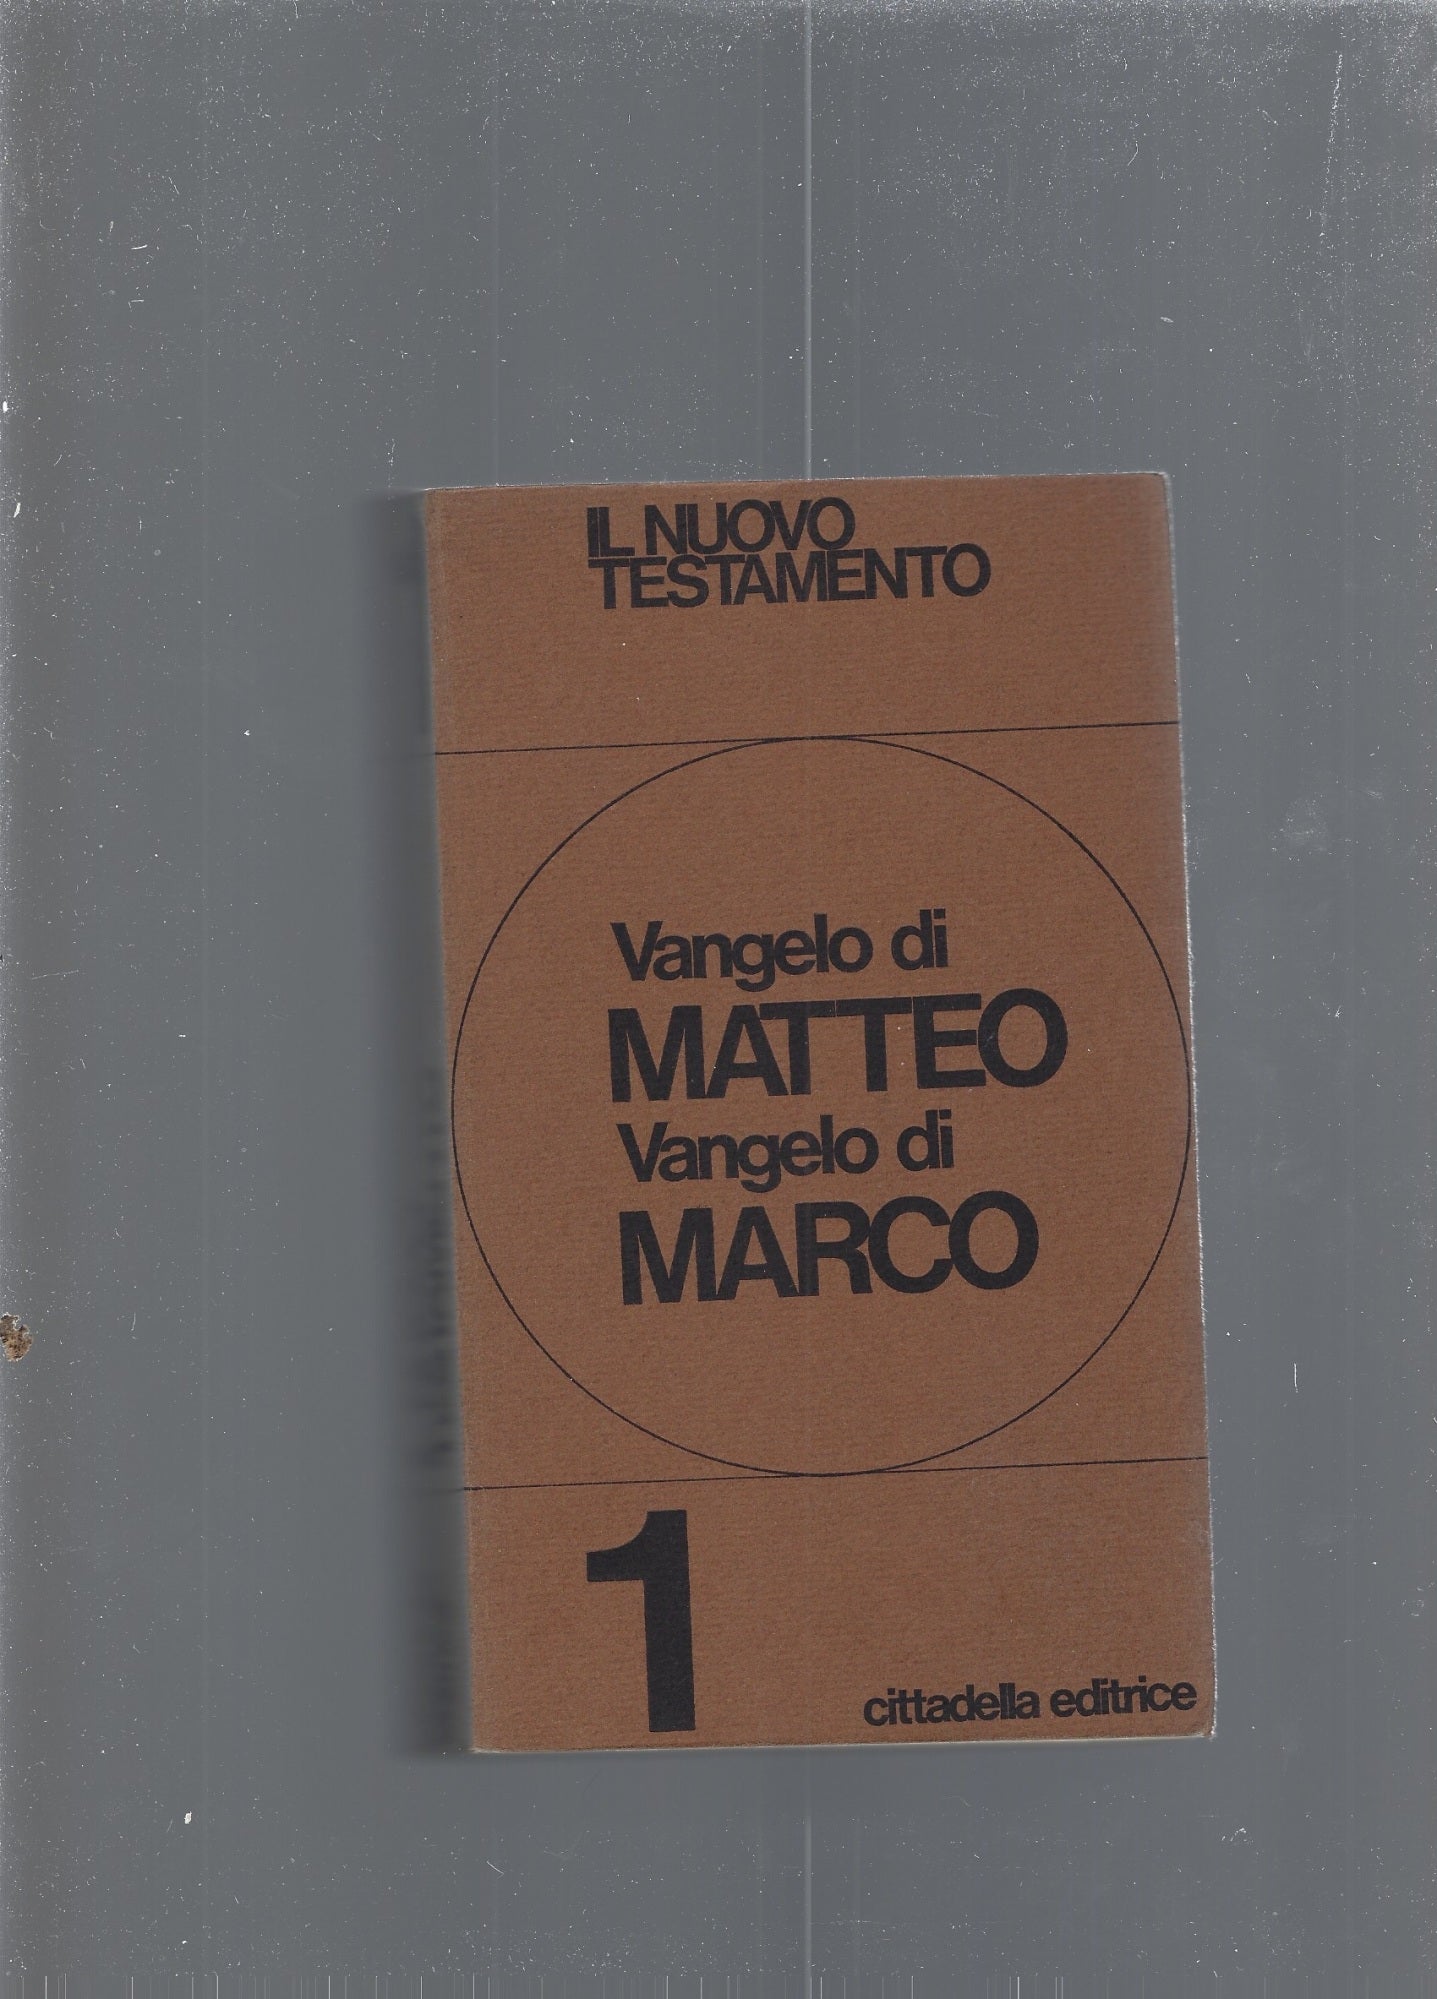 IL NUOVO
TESTAMENTO
Vangelo di
MATTEO
Vangelo di
MARCO
1
cittadella editrice